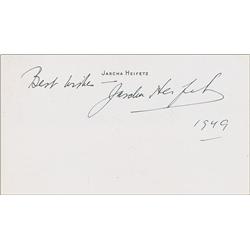 JASCHA HEIFETZ
Best wishes - Jascha Heifetz
1949